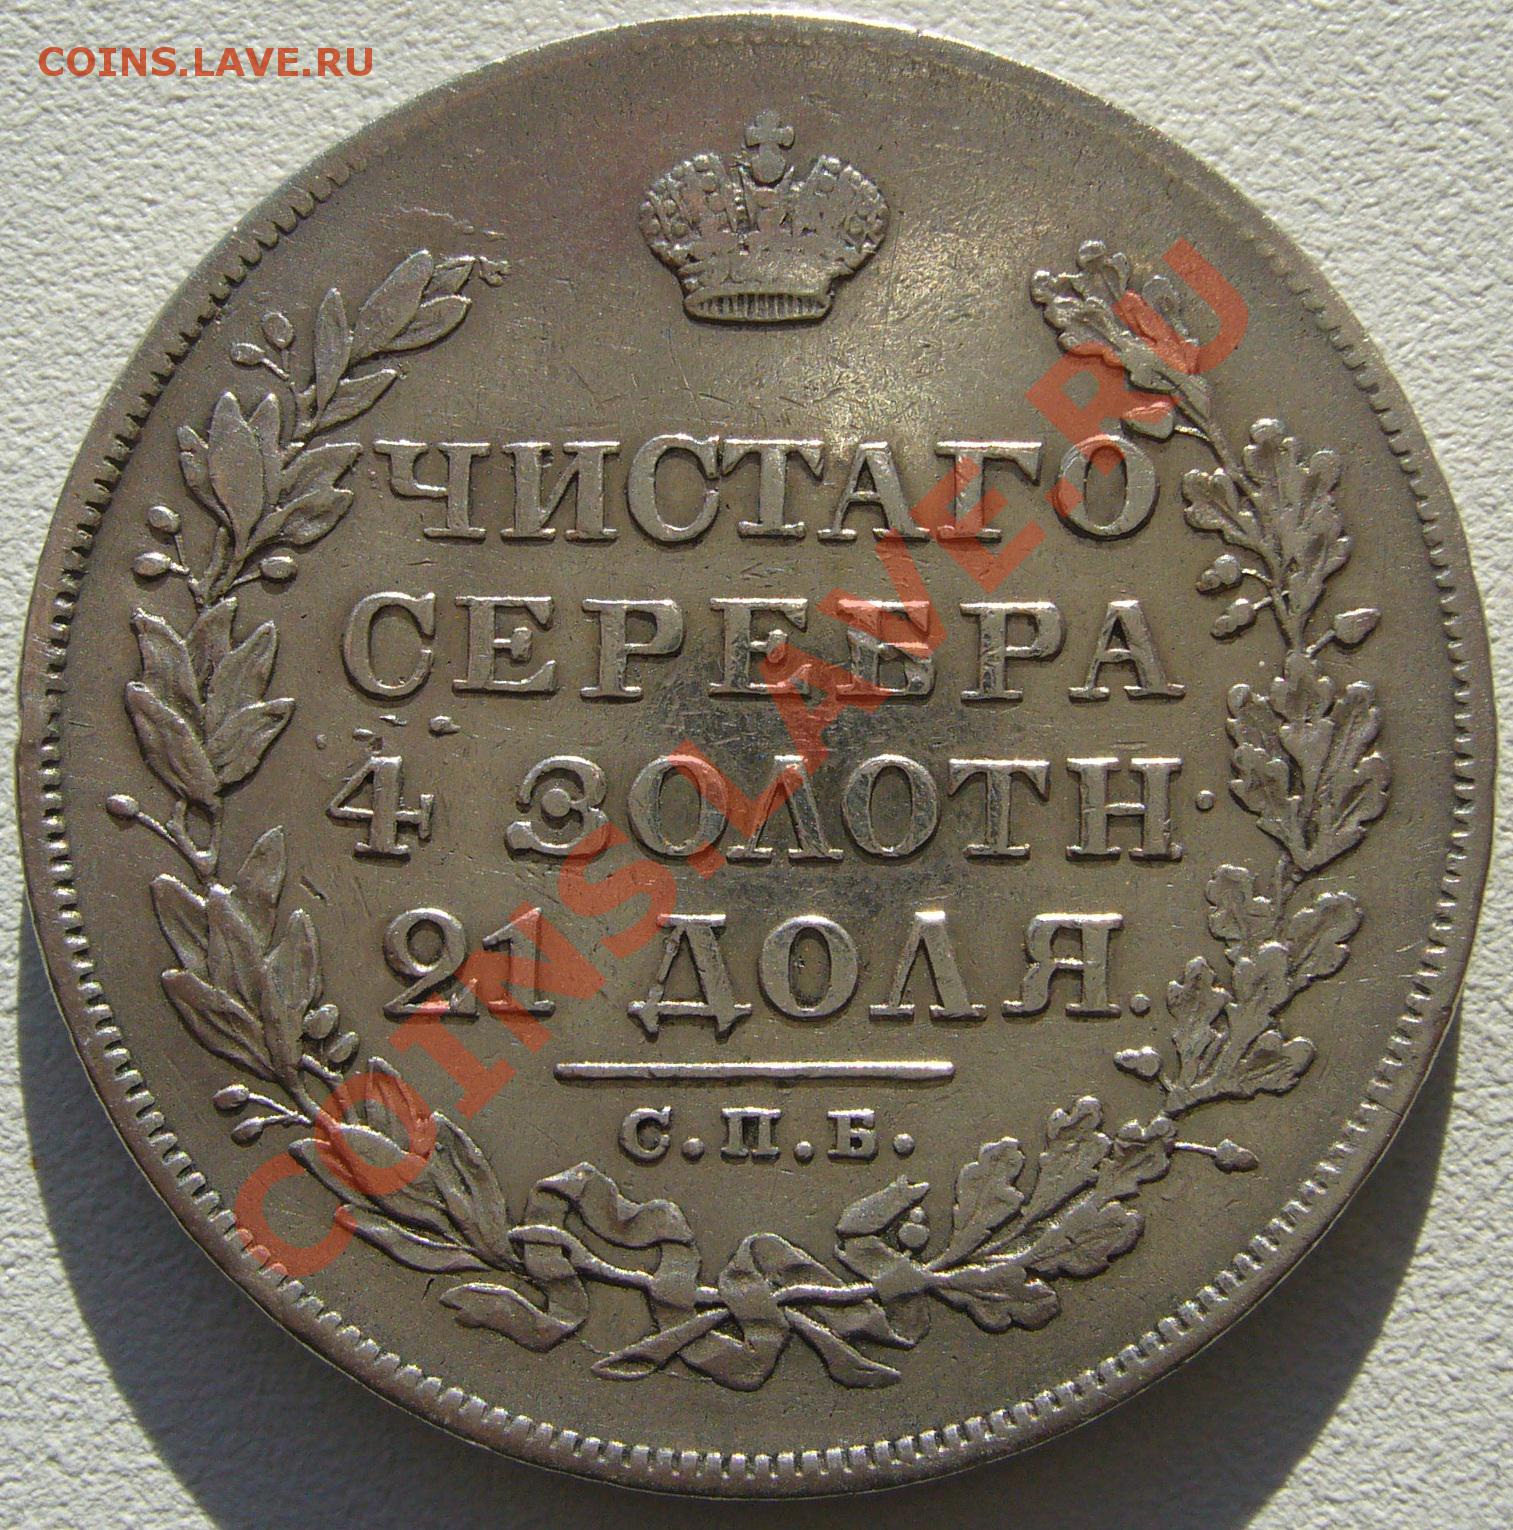 COINS.LAVE.RU
ЧИСТАГО
СЕРЕБРА
4 ЗОЛОТН.
21 ДОЛЯ.
С.П.Б.
COINS.LAVE.RU